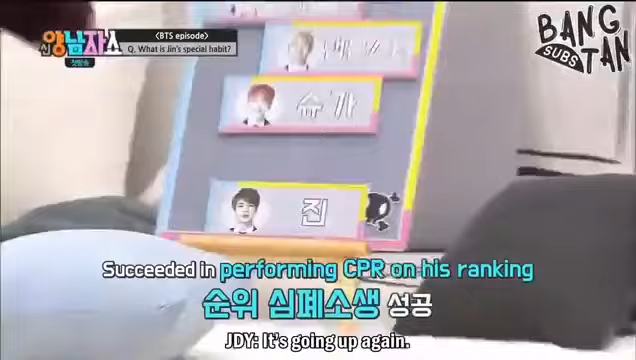 신양남자쇼
첫방송
<BTS episode>
Q. What is Jin's special habit?
BANG
SUBS
TAN
슈가
진
Succeeded in performing CPR on his ranking
순위 심폐소생 성공
JDY: It's going up again.